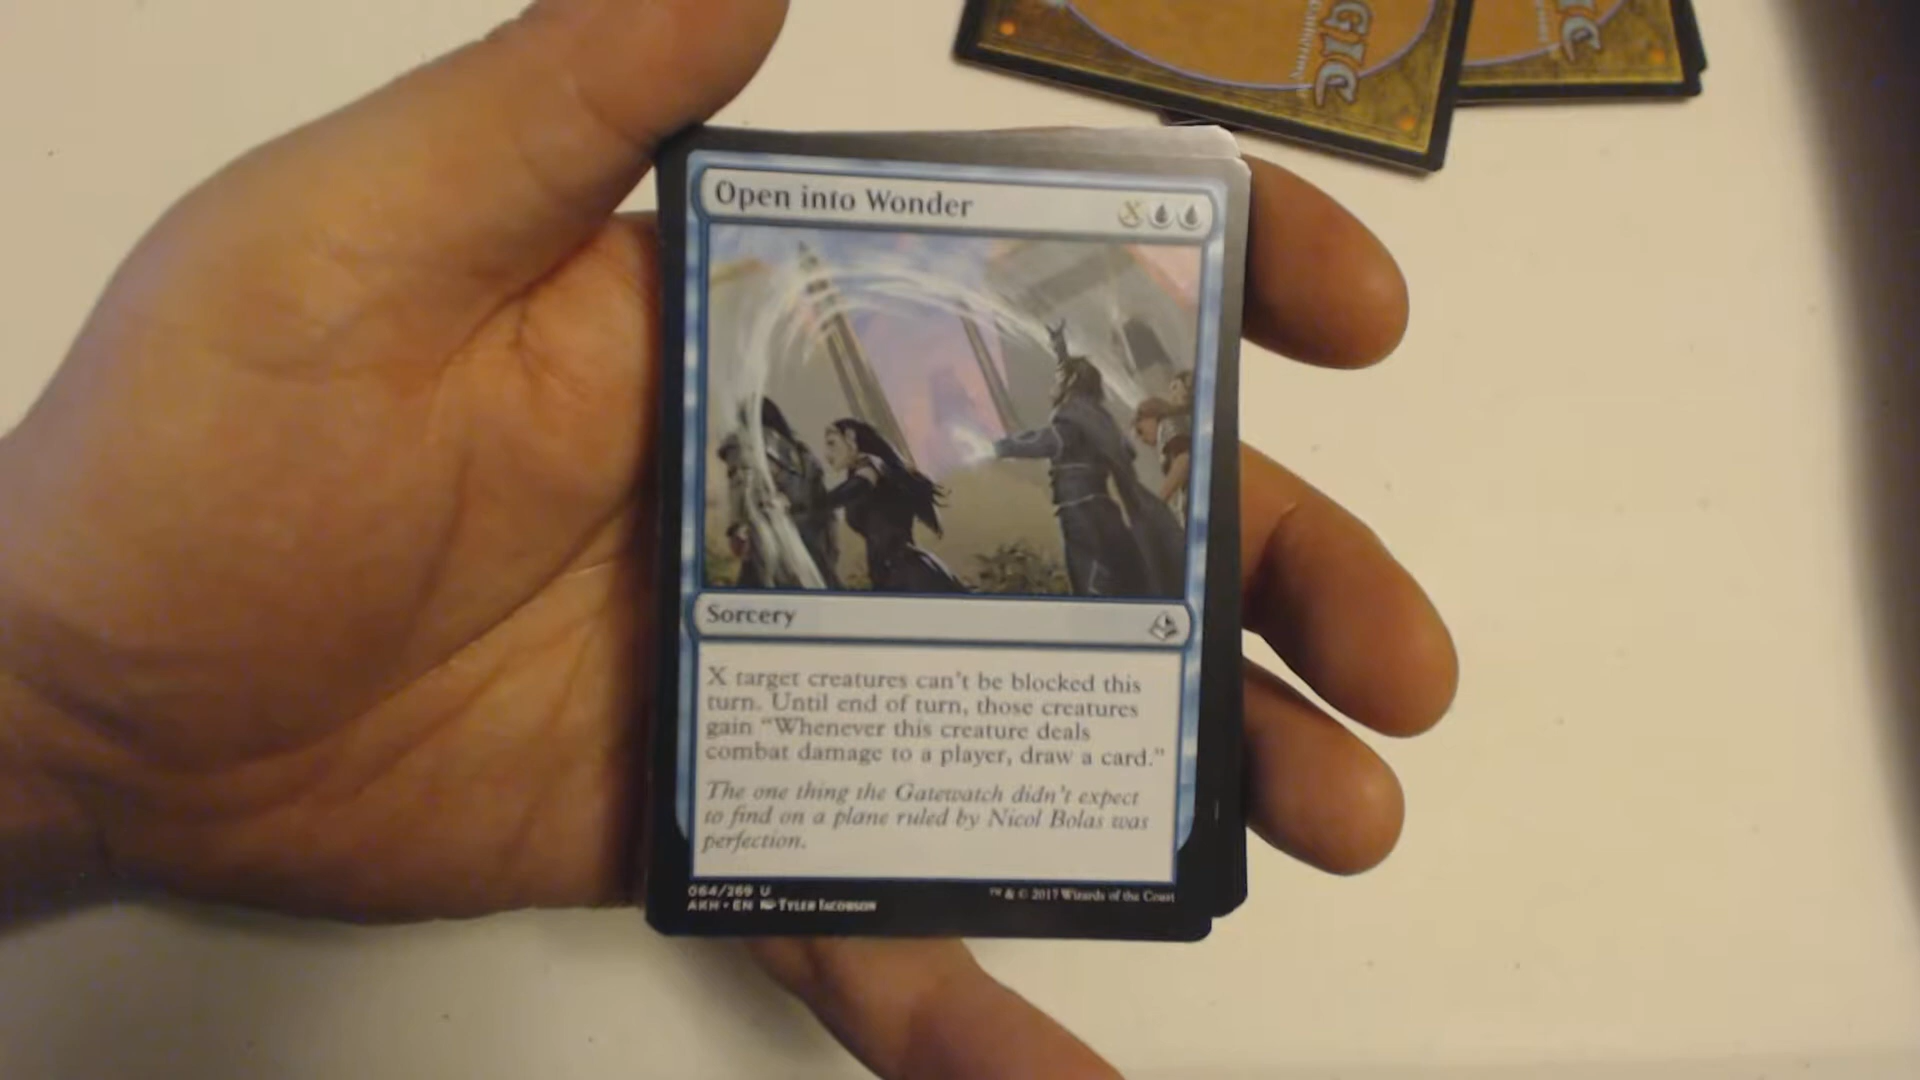 GIC
IC
Open into Wonder
X
Sorcery
X target creatures can't be blocked this
turn. Until end of turn, those creatures
gain "Whenever this creature deals
combat damage to a player, draw a card."
The one thing the Gatewatch didn't expect
to find on a plane ruled by Nicol Bolas was
perfection.
064/269 U
AKH • EN Tyler Jacobson
™ & © 2017 Wizards of the Coast